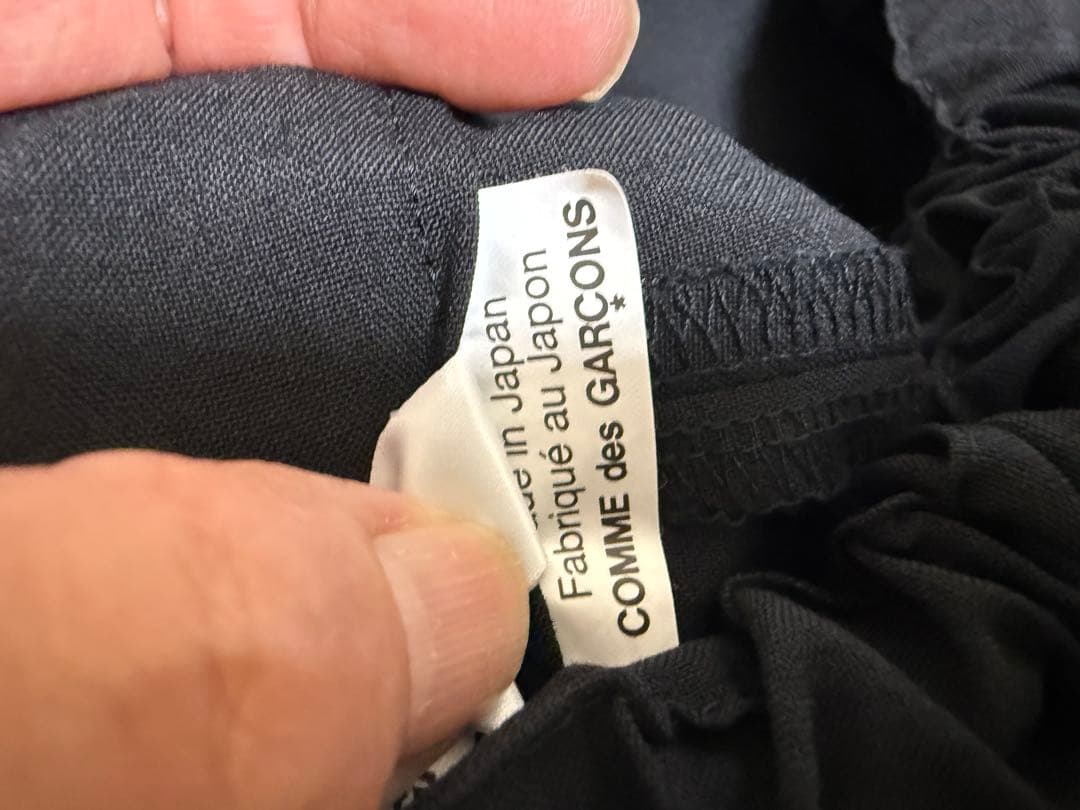 in Japan
Fabriqué au Japon
COMME des GARÇONS
*